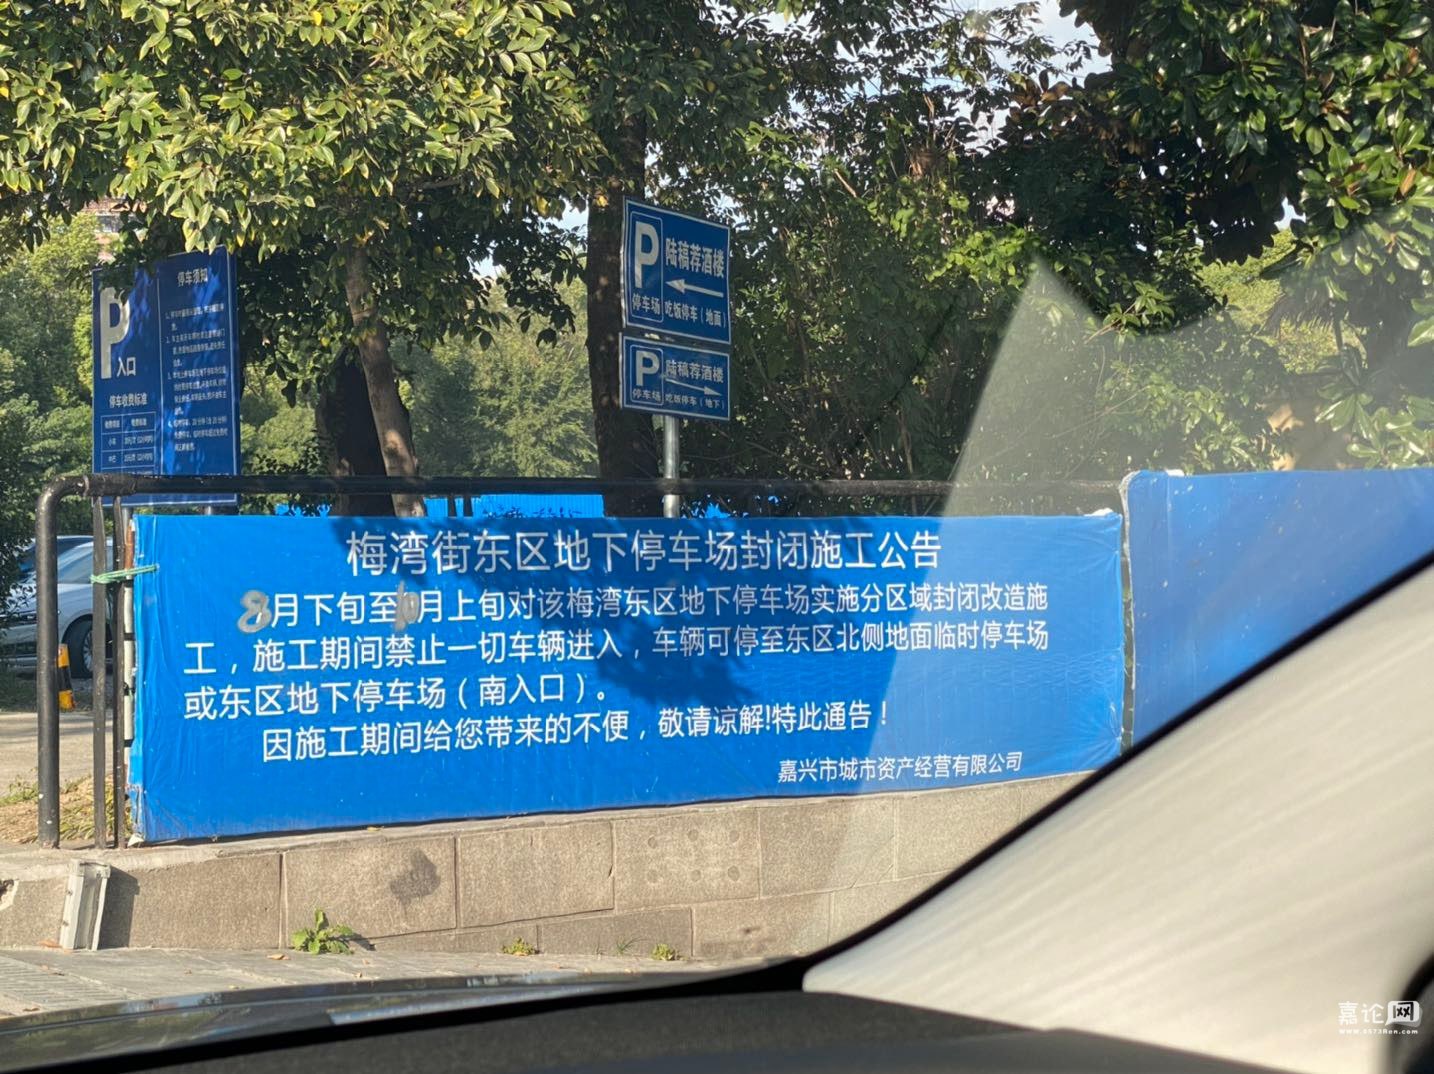 P
入口
停车收费标准
停车须知
P
停车场
陆稿荐酒楼
吃饭停车（地面）
P
停车场
陆稿荐酒楼
吃饭停车（地下）
梅湾街东区地下停车场封闭施工公告
8月下旬至10月上旬对该梅湾东区地下停车场实施分区域封闭改造施
工，施工期间禁止一切车辆进入，车辆可停至东区北侧地面临时停车场
或东区地下停车场（南入口）。
因施工期间给您带来的不便，敬请谅解!特此通告！
嘉兴市城市资产经营有限公司
嘉论网
www.0573Ren.com